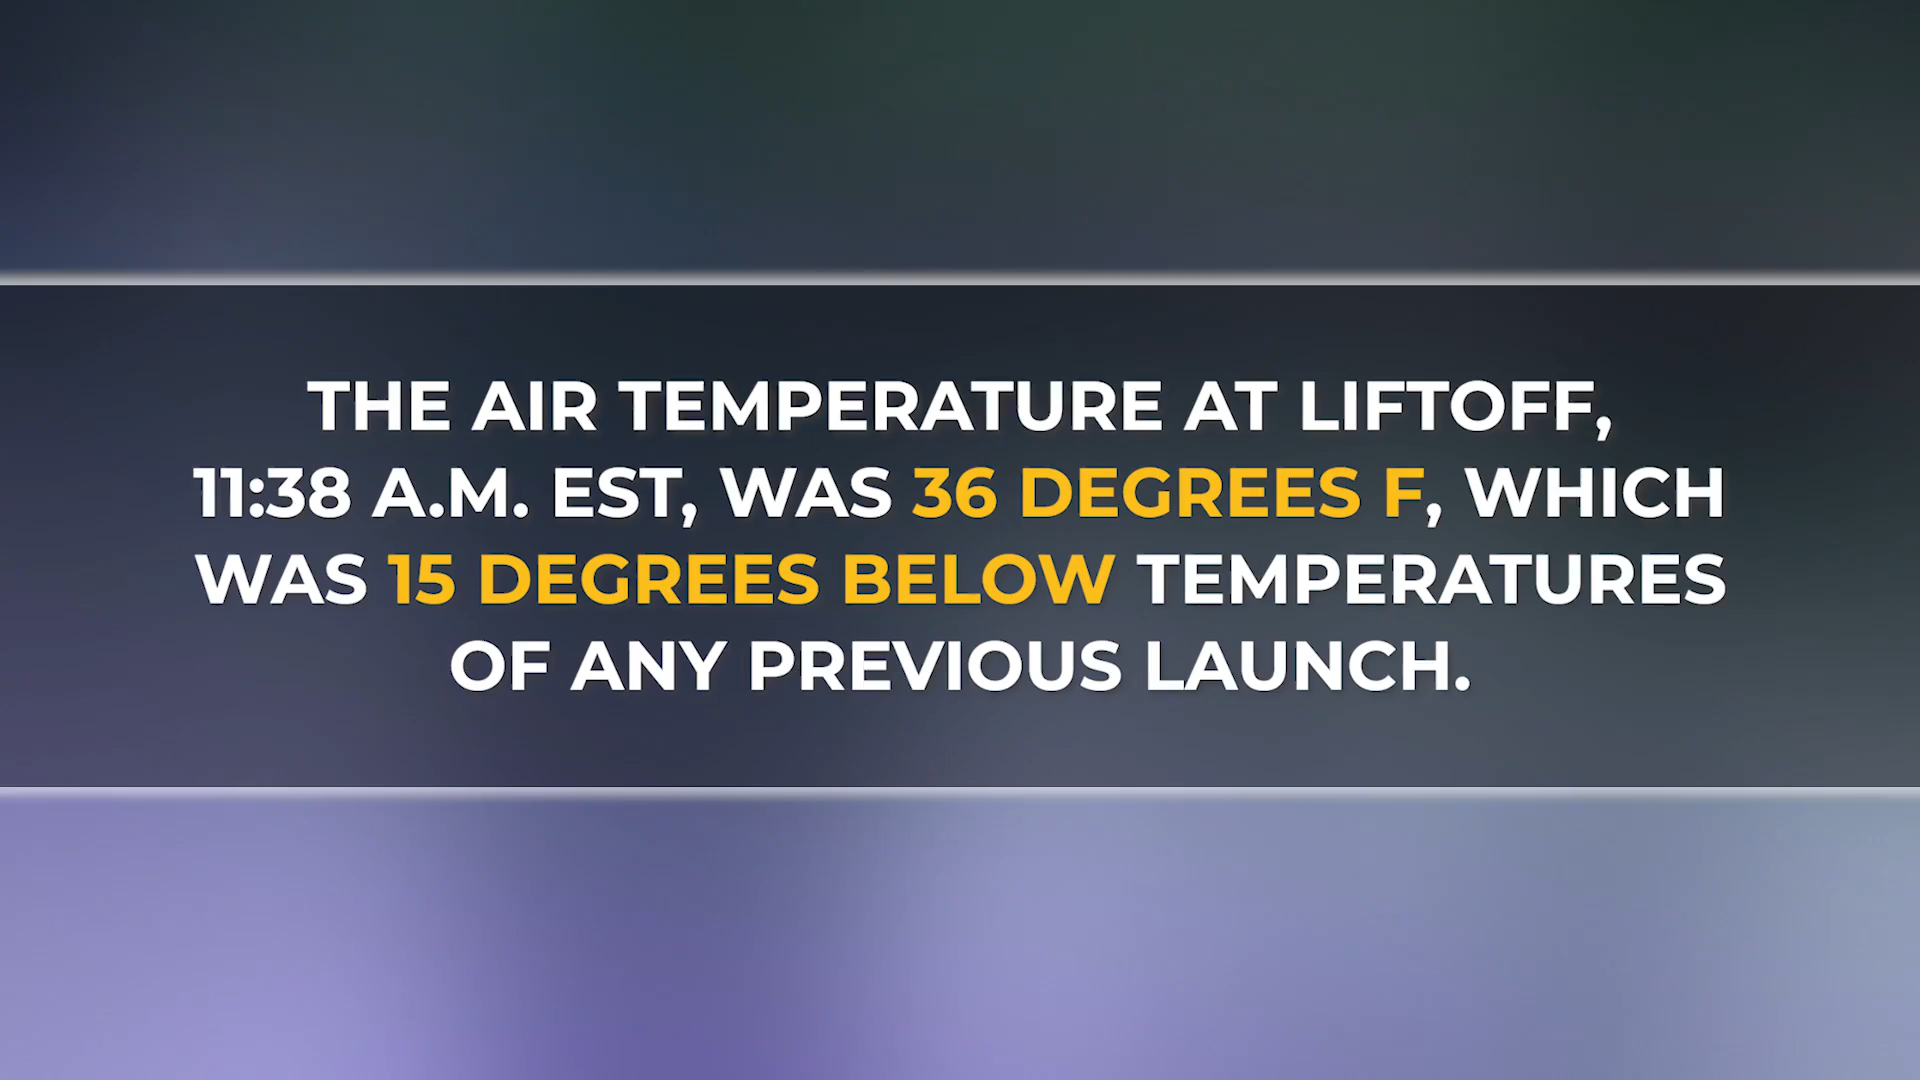 THE AIR TEMPERATURE AT LIFTOFF,
11:38 A.M. EST, WAS 36 DEGREES F, WHICH
WAS 15 DEGREES BELOW TEMPERATURES
OF ANY PREVIOUS LAUNCH.